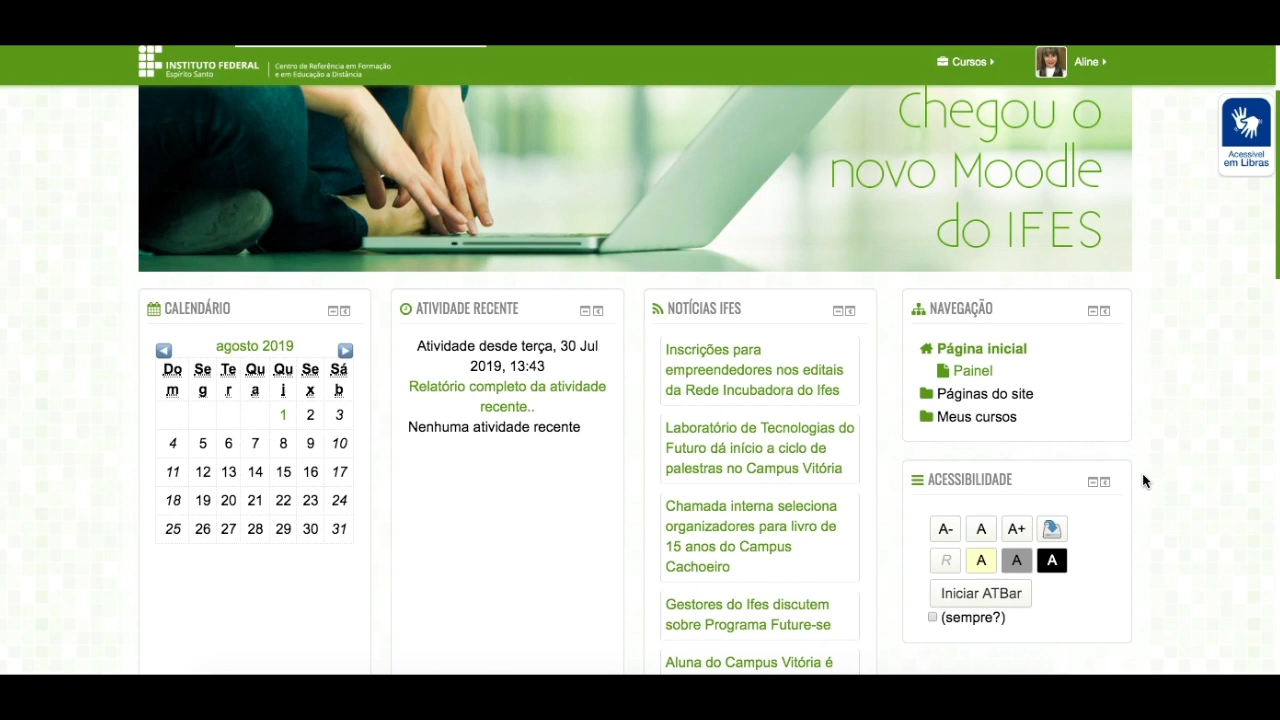 INSTITUTO FEDERAL
Espírito Santo
Centro de Referência em Formação
e em Educação a Distância
Cursos
Aline
Chegou o
novo Moodle
do IFES
Acessível
em Libras
CALENDÁRIO
agosto 2019
Do Se Te Qu Qu Se Sá
m g r a i x b
1 2 3
4 5 6 7 8 9 10
11 12 13 14 15 16 17
18 19 20 21 22 23 24
25 26 27 28 29 30 31
ATIVIDADE RECENTE
Atividade desde terça, 30 Jul
2019, 13:43
Relatório completo da atividade
recente..
Nenhuma atividade recente
NOTÍCIAS IFES
Inscrições para
empreendedores nos editais
da Rede Incubadora do Ifes
Laboratório de Tecnologias do
Futuro dá início a ciclo de
palestras no Campus Vitória
Chamada interna seleciona
organizadores para livro de
15 anos do Campus
Cachoeiro
Gestores do Ifes discutem
sobre Programa Future-se
Aluna do Campus Vitória é
NAVEGAÇÃO
Página inicial
Painel
Páginas do site
Meus cursos
ACESSIBILIDADE
A- A A+
R A A A
Iniciar ATBar
(sempre?)